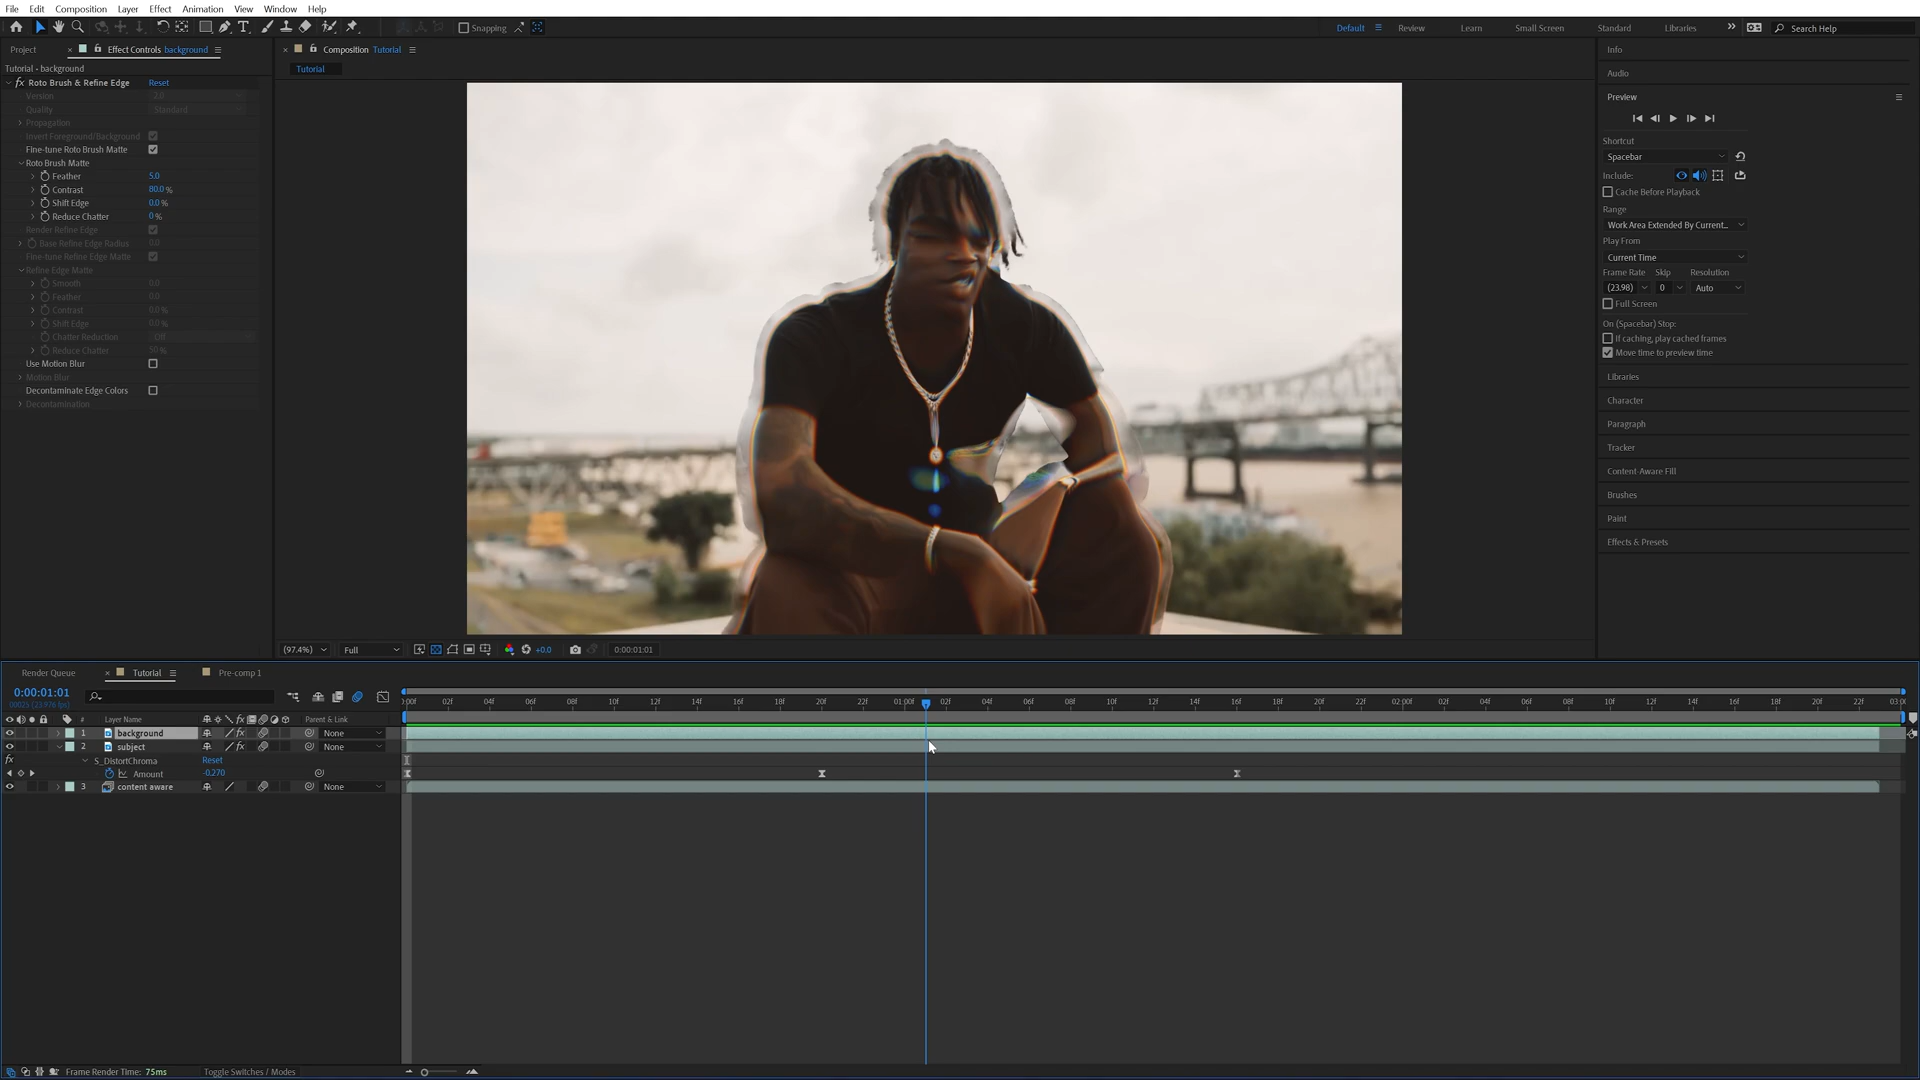 File Edit Composition Layer Effect Animation View Window Help
Snapping
Default Review Learn Small Screen Standard Libraries Search Help
Project Effect Controls background
Tutorial - background
fx Roto Brush & Refine Edge Reset
Version 2.0
Quality Standard
Propagation
Invert Foreground/Background
Fine-tune Roto Brush Matte
Roto Brush Matte
Feather 5.0
Contrast 80.0 %
Shift Edge 0.0 %
Reduce Chatter 0 %
Render Refine Edge
Base Refine Edge Radius 0.0
Fine-tune Refine Edge Matte
Refine Edge Matte
Smooth 0.0
Feather 0.0
Contrast 0.0 %
Shift Edge 0.0 %
Chatter Reduction Off
Reduce Chatter 50 %
Use Motion Blur
Motion Blur
Decontaminate Edge Colors
Decontamination
Composition Tutorial
Tutorial
(97.4%) Full +0.0 0:00:01:01
Info
Audio
Preview
Shortcut
Spacebar
Include:
Cache Before Playback
Range
Work Area Extended By Current...
Play From
Current Time
Frame Rate Skip Resolution
(23.98) 0 Auto
Full Screen
On (Spacebar) Stop:
If caching, play cached frames
Move time to preview time
Libraries
Character
Paragraph
Tracker
Content-Aware Fill
Brushes
Paint
Effects & Presets
Render Queue Tutorial Pre-comp 1
0:00:01:01
00025 (23.976 fps)
:00f 02f 04f 06f 08f 10f 12f 14f 16f 18f 20f 22f 01:00f 02f 04f 06f 08f 10f 12f 14f 16f 18f 20f 22f 02:00f 02f 04f 06f 08f 10f 12f 14f 16f 18f 20f 22f 03:00
# Layer Name Parent & Link
1 background None
2 subject None
fx S_DistortChroma Reset
Amount -0.270
3 content aware None
Frame Render Time: 75ms Toggle Switches / Modes